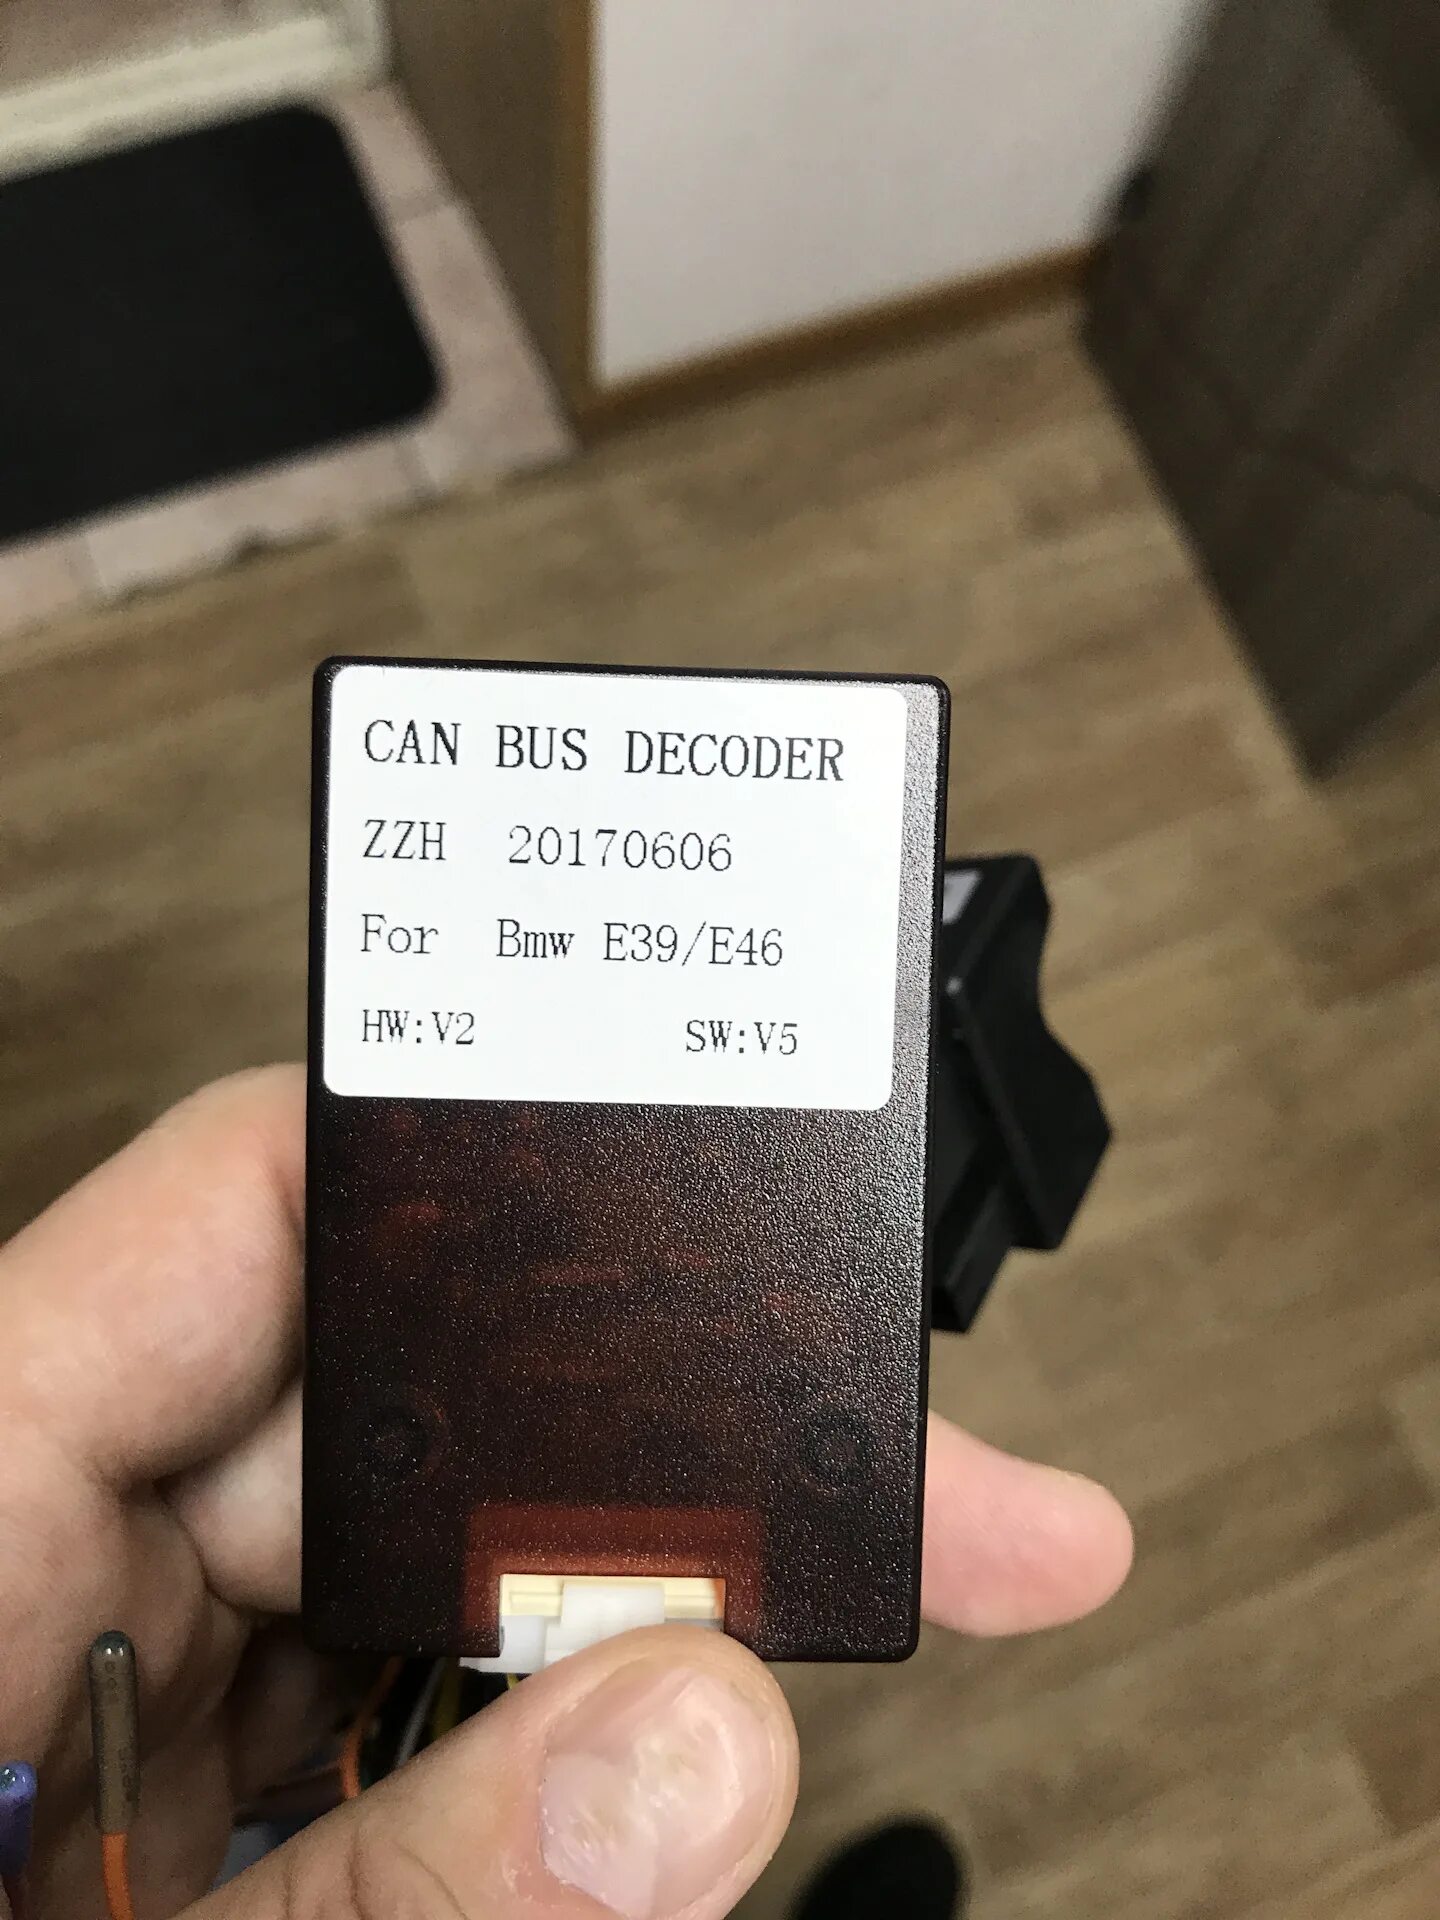 CAN BUS DECODER
ZZH 20170606
For Bmw E39/E46
HW:V2 SW:V5